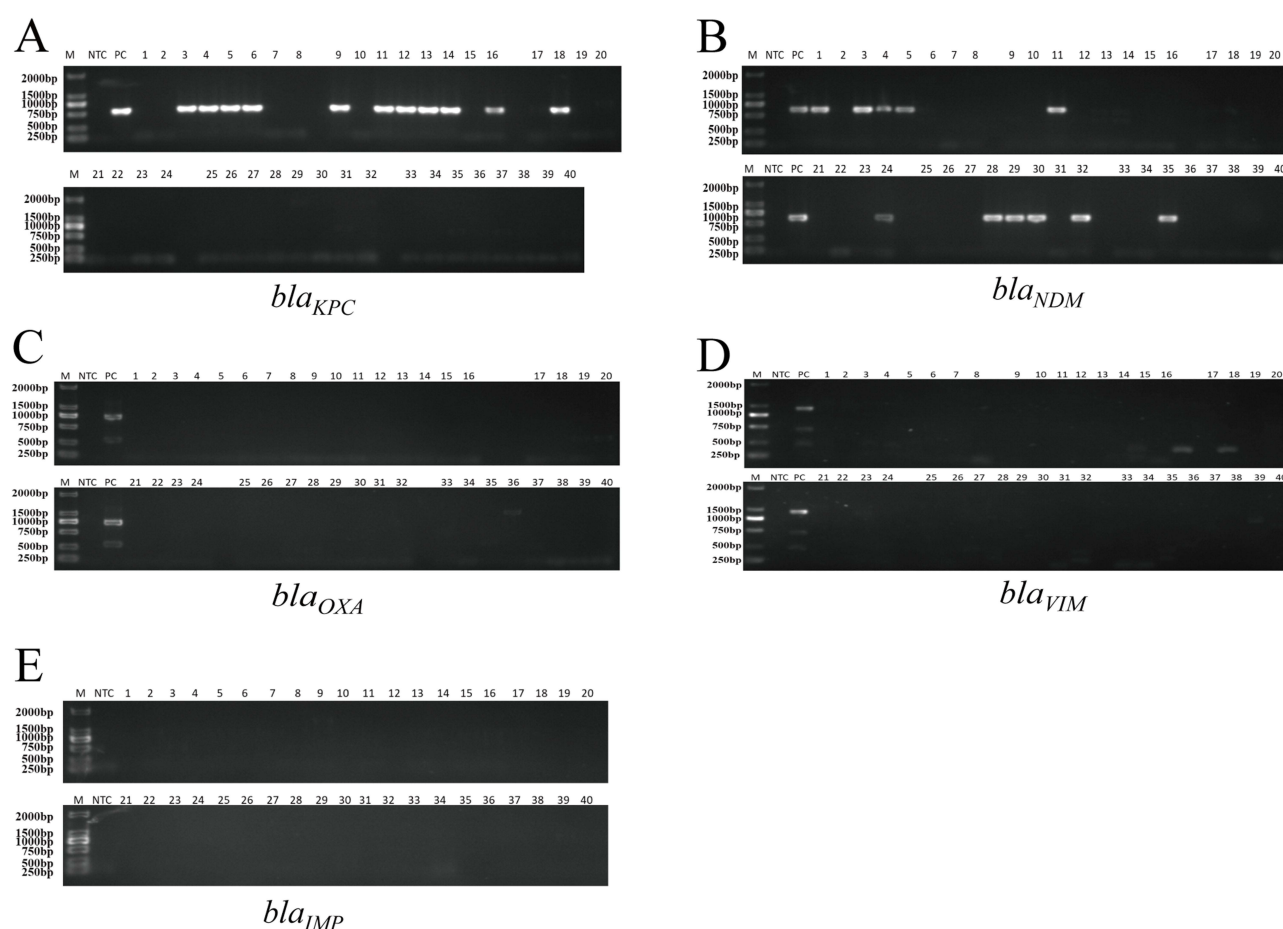 A
M NTC PC 1 2 3 4 5 6 7 8 9 10 11 12 13 14 16 17 18 19 20
2000bp
1500bp
1000bp
750bp
500bp
250bp
M 21 22 23 24 25 26 27 28 29 30 31 32 33 34 35 36 37 38 39 40
2000bp
1500bp
1000bp
750bp
500bp
250bp
bla_KPC
B
M NTC PC 1 2 3 4 5 6 7 8 9 10 11 12 13 14 15 16 17 18 19 20
2000bp
1500bp
1000bp
750bp
500bp
250bp
M NTC PC 21 22 23 24 25 26 27 28 29 30 31 32 33 34 35 36 37 38 39 40
2000bp
1500bp
1000bp
750bp
500bp
250bp
bla_NDM
C
M NTC PC 1 2 3 4 5 6 7 8 9 10 11 12 13 14 15 16 17 18 19 20
2000bp
1500bp
1000bp
750bp
500bp
250bp
M NTC PC 21 22 23 24 25 26 27 28 29 30 31 32 33 34 35 36 37 38 39 40
2000bp
1500bp
1000bp
750bp
500bp
250bp
bla_OXA
D
M NTC PC 1 2 3 4 5 6 7 8 9 10 11 12 13 14 15 16 17 18 19 20
2000bp
1500bp
1000bp
750bp
500bp
250bp
M NTC PC 21 22 23 24 25 26 27 28 29 30 31 32 33 34 35 36 37 38 39 40
2000bp
1500bp
1000bp
750bp
500bp
250bp
bla_VIM
E
M NTC 1 2 3 4 5 6 7 8 9 10 11 12 13 14 15 16 17 18 19 20
2000bp
1500bp
1000bp
750bp
500bp
250bp
M NTC 21 22 23 24 25 26 27 28 29 30 31 32 33 34 35 36 37 38 39 40
2000bp
1500bp
1000bp
750bp
500bp
250bp
bla_IMP